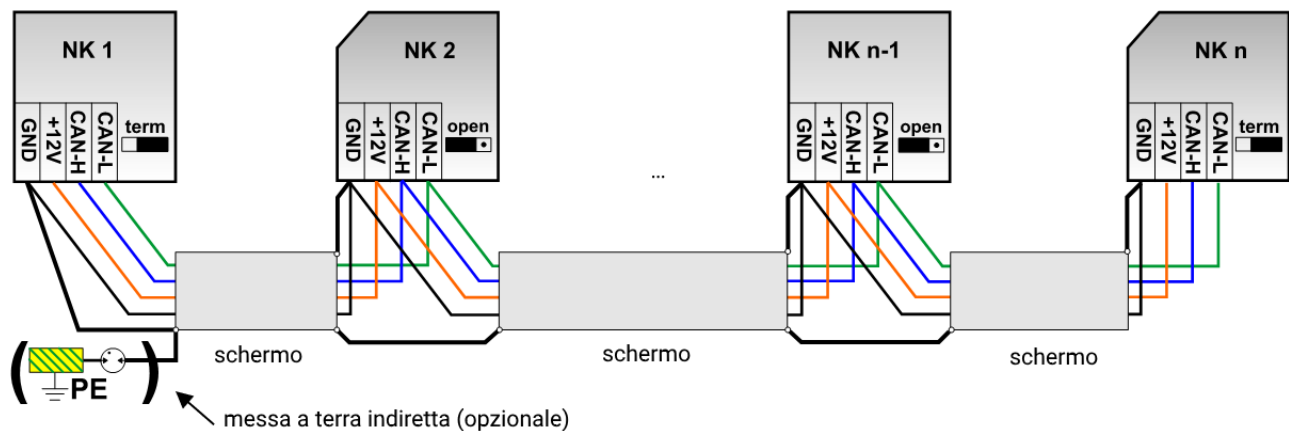 NK 1
NK 2
NK n-1
NK n
GND
+12V
CAN-H
CAN-L
term
GND
+12V
CAN-H
CAN-L
open
GND
+12V
CAN-H
CAN-L
open
GND
+12V
CAN-H
CAN-L
term
...
schermo
schermo
schermo
( PE )
messa a terra indiretta (opzionale)